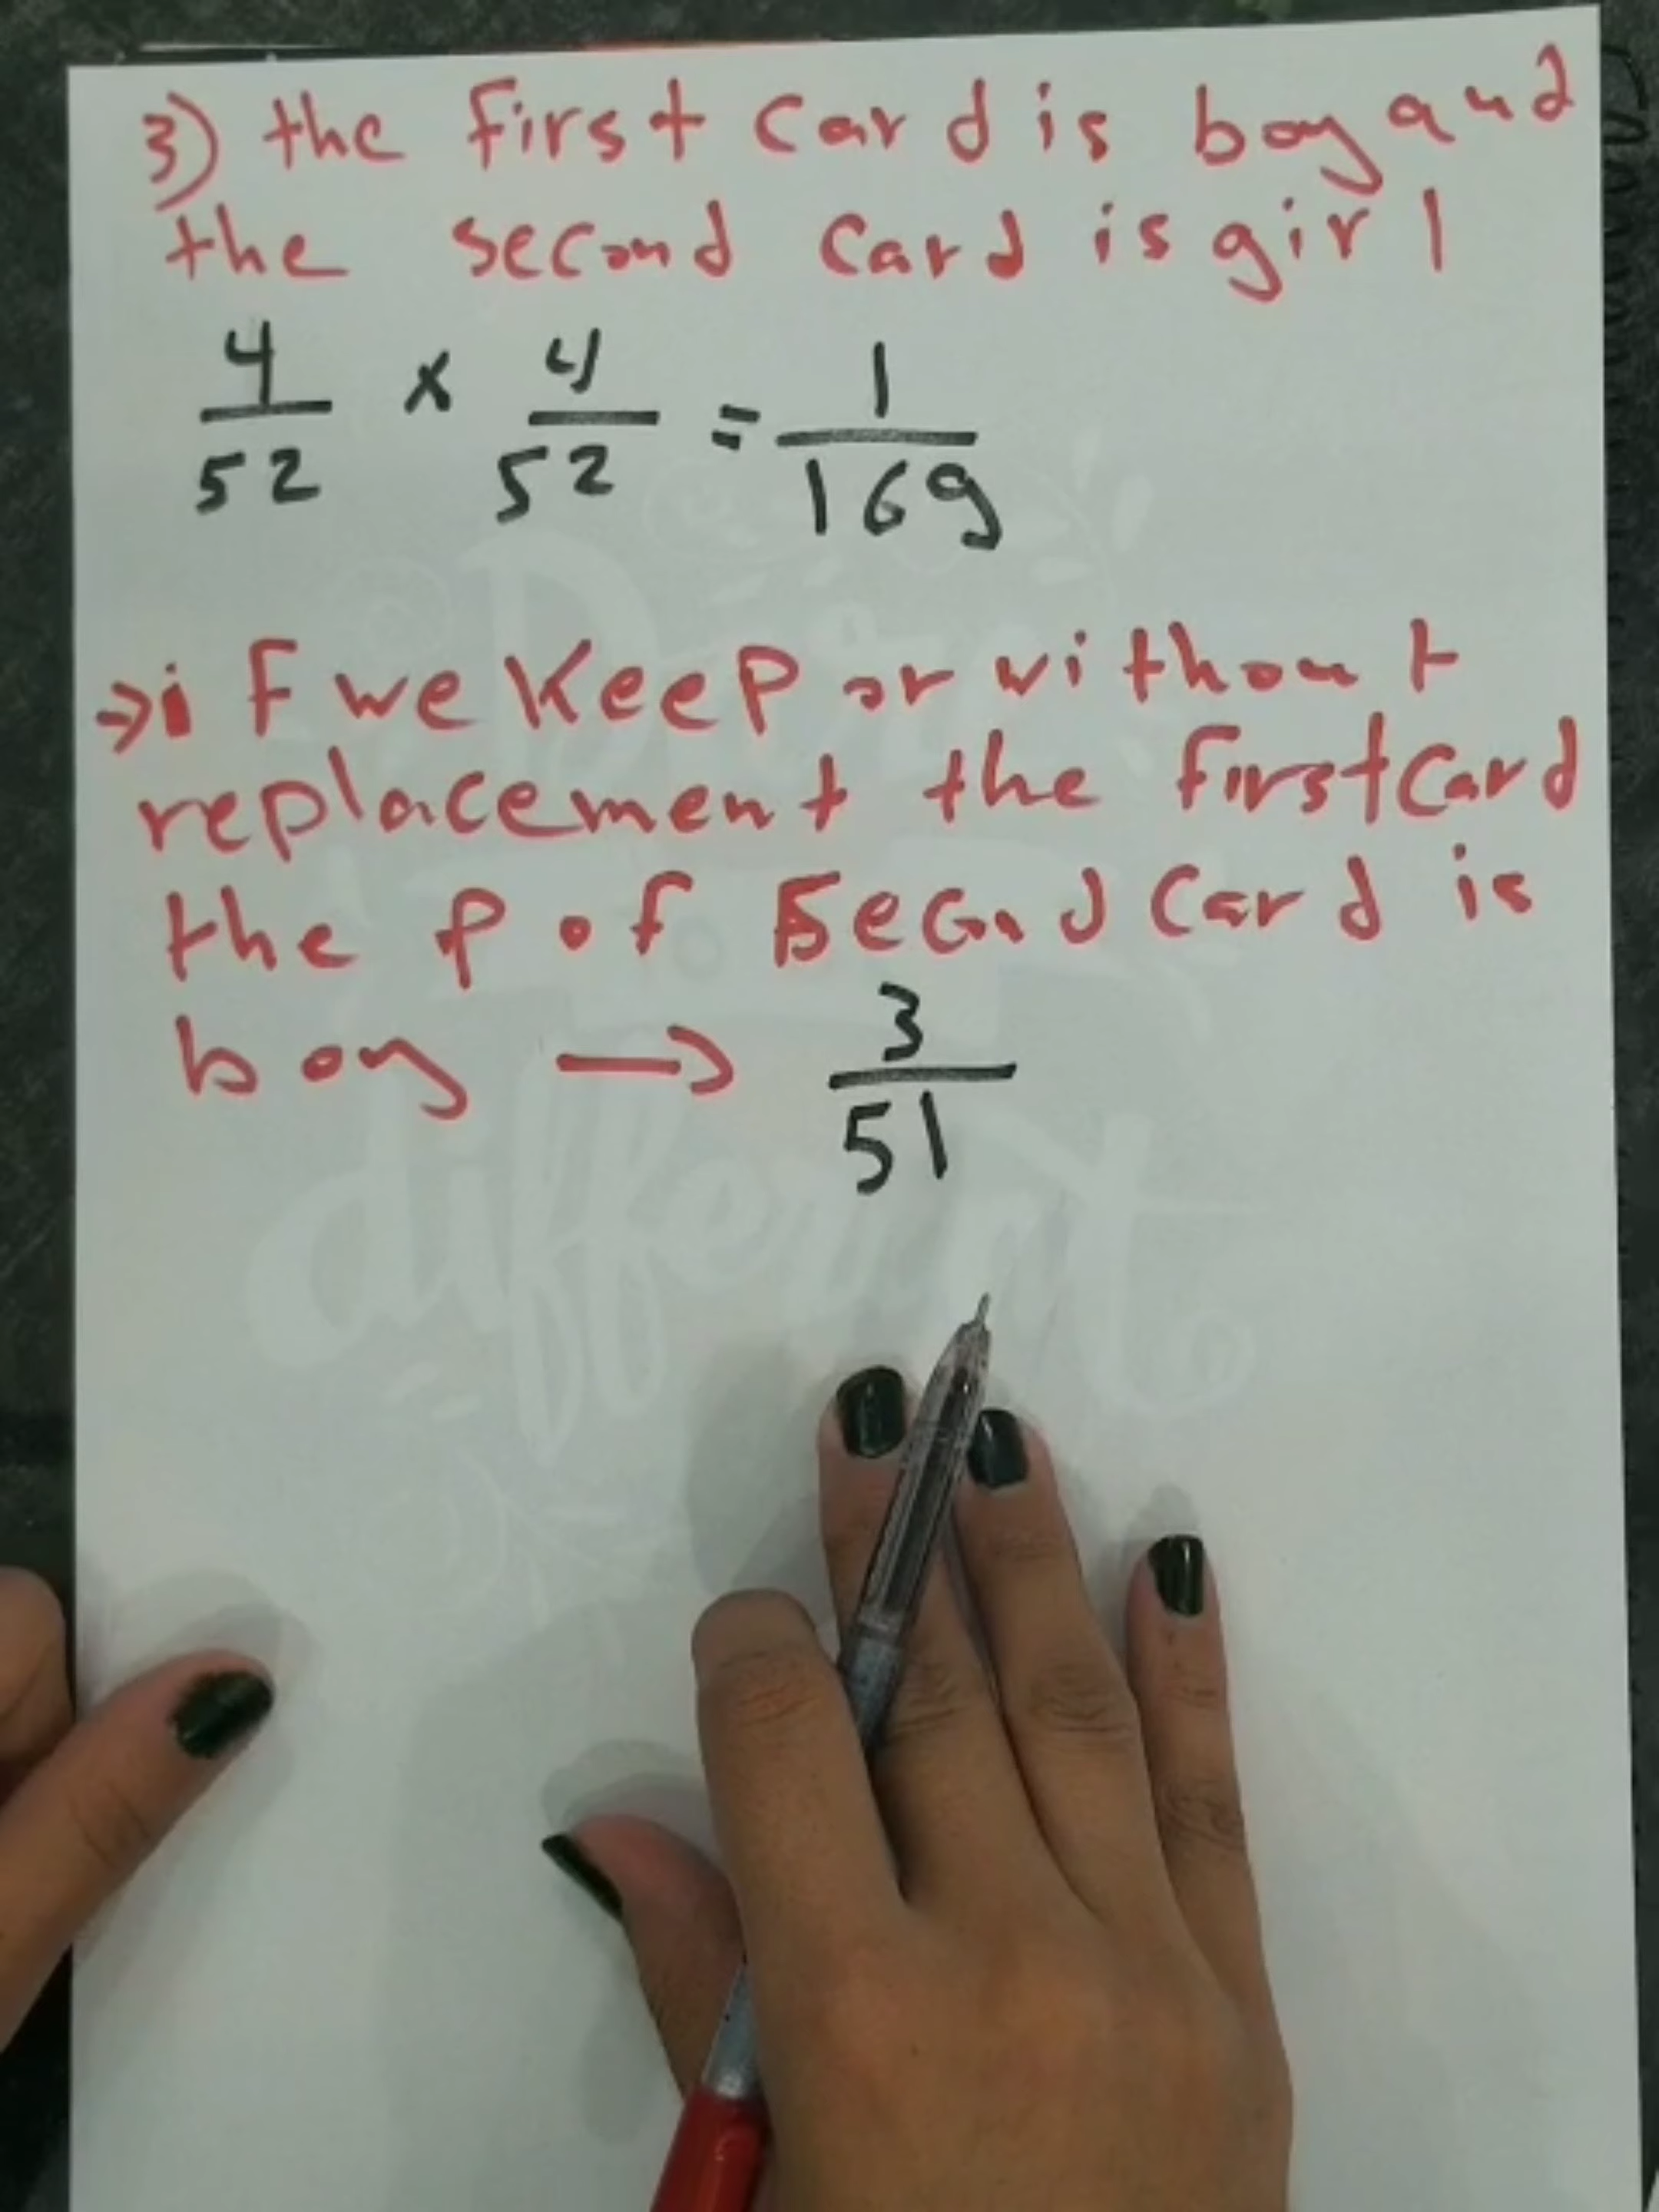 3) the first card is boy and
the second card is girl
4/52 x 4/52 = 1/169
→ if we Keep or without
replacement the first card
the p of second card is
boy → 3/51
different